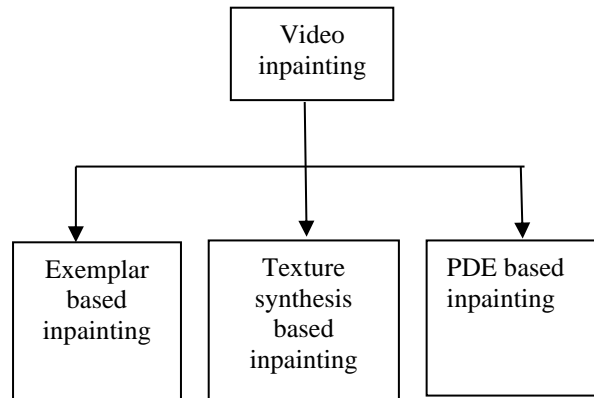 Video
inpainting
Exemplar
based
inpainting
Texture
synthesis
based
inpainting
PDE based
inpainting